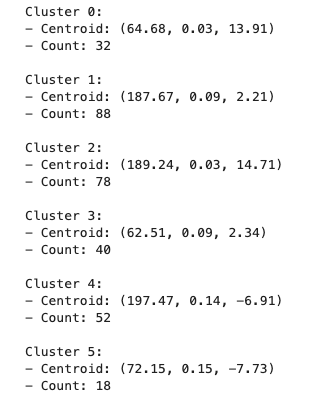 Cluster 0:
– Centroid: (64.68, 0.03, 13.91)
– Count: 32
Cluster 1:
– Centroid: (187.67, 0.09, 2.21)
– Count: 88
Cluster 2:
– Centroid: (189.24, 0.03, 14.71)
– Count: 78
Cluster 3:
– Centroid: (62.51, 0.09, 2.34)
– Count: 40
Cluster 4:
– Centroid: (197.47, 0.14, -6.91)
– Count: 52
Cluster 5:
– Centroid: (72.15, 0.15, -7.73)
– Count: 18